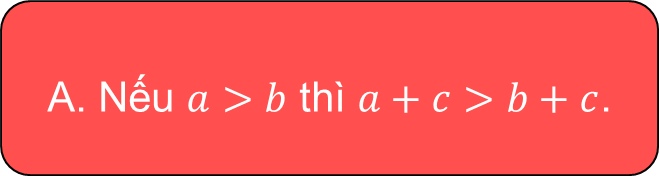 A. Nếu a > b thì a + c > b + c.